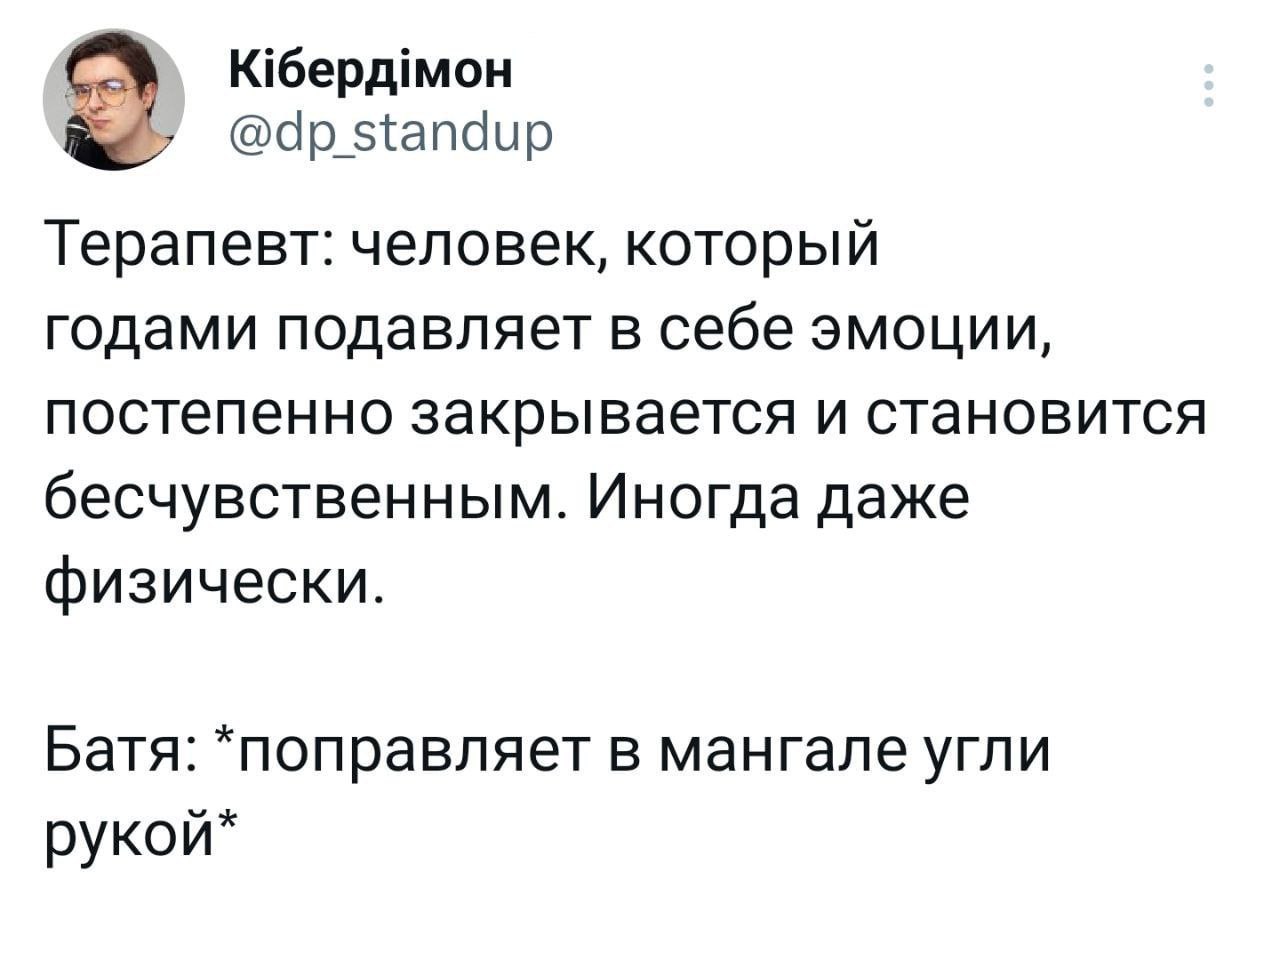 Кібердімон
@dp_standup
Терапевт: человек, который
годами подавляет в себе эмоции,
постепенно закрывается и становится
бесчувственным. Иногда даже
физически.
Батя: *поправляет в мангале угли
рукой*